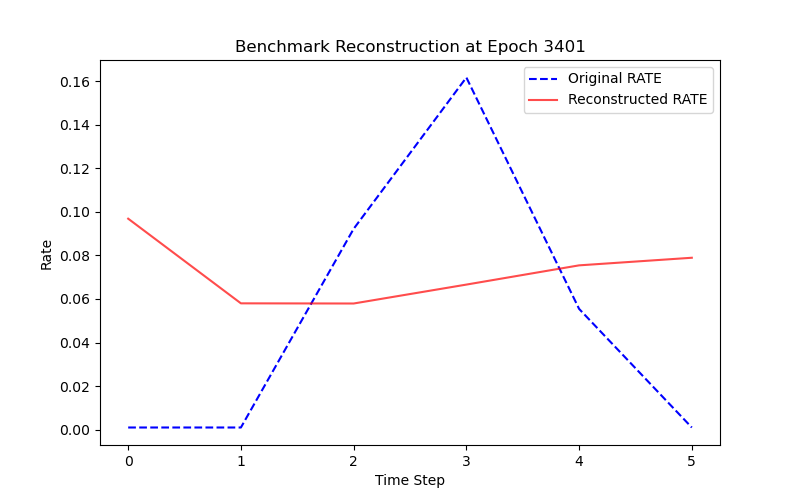 Benchmark Reconstruction at Epoch 3401
Original RATE
Reconstructed RATE
Rate
0.16
0.14
0.12
0.10
0.08
0.06
0.04
0.02
0.00
0 1 2 3 4 5
Time Step